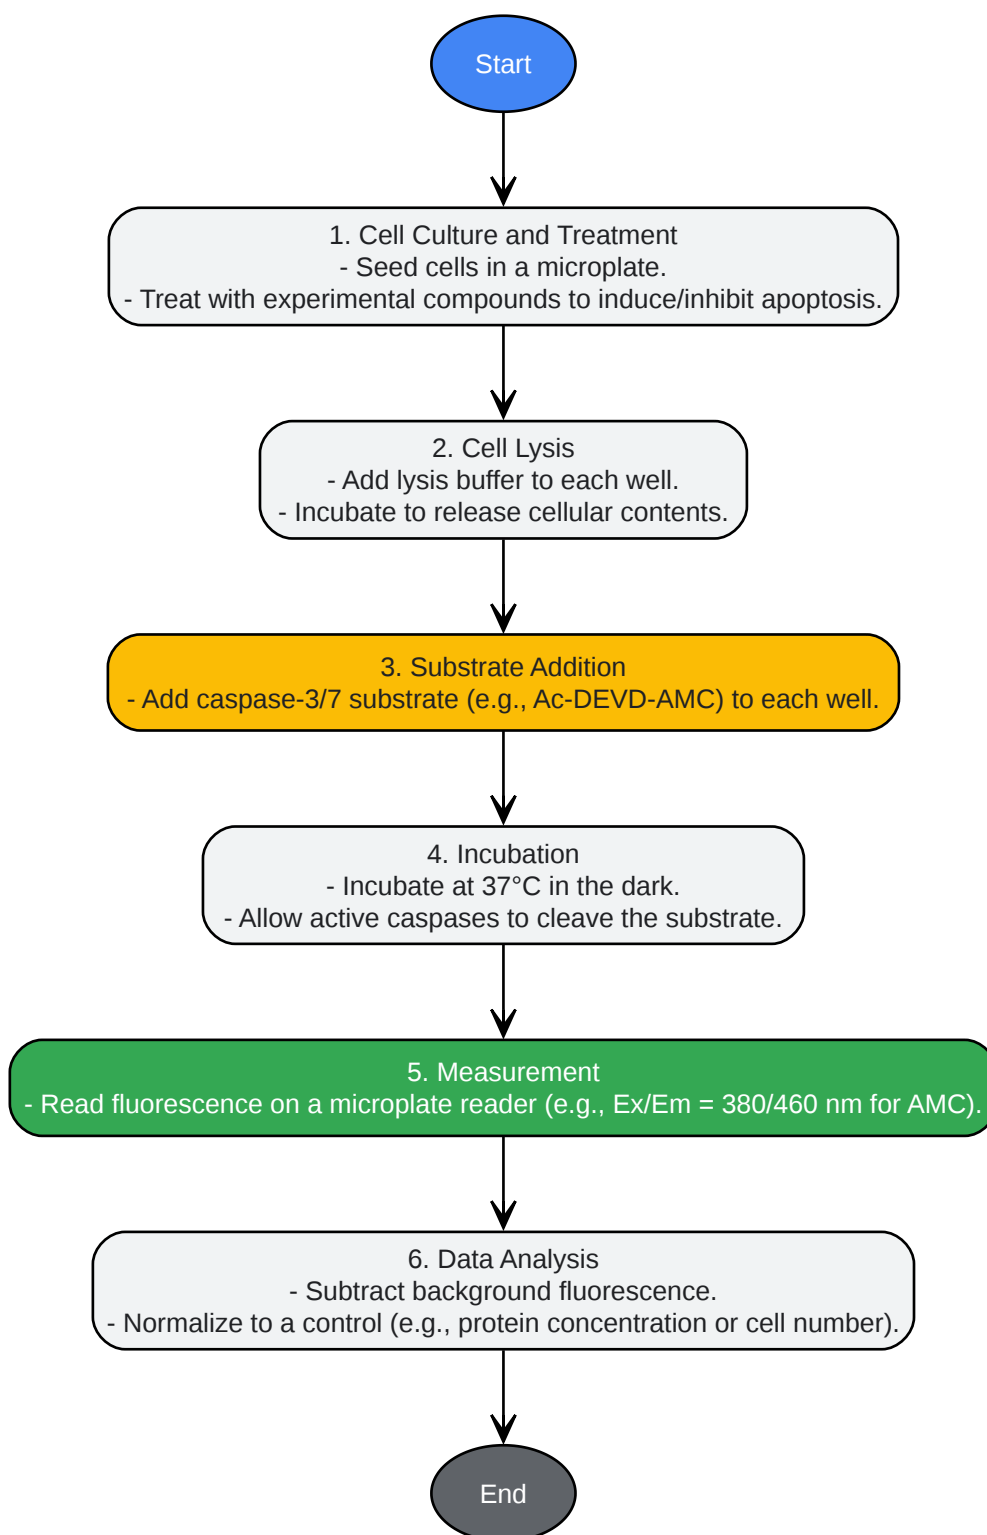 Start
1. Cell Culture and Treatment
- Seed cells in a microplate.
- Treat with experimental compounds to induce/inhibit apoptosis.
2. Cell Lysis
- Add lysis buffer to each well.
- Incubate to release cellular contents.
3. Substrate Addition
- Add caspase-3/7 substrate (e.g., Ac-DEVD-AMC) to each well.
4. Incubation
- Incubate at 37°C in the dark.
- Allow active caspases to cleave the substrate.
5. Measurement
- Read fluorescence on a microplate reader (e.g., Ex/Em = 380/460 nm for AMC).
6. Data Analysis
- Subtract background fluorescence.
- Normalize to a control (e.g., protein concentration or cell number).
End